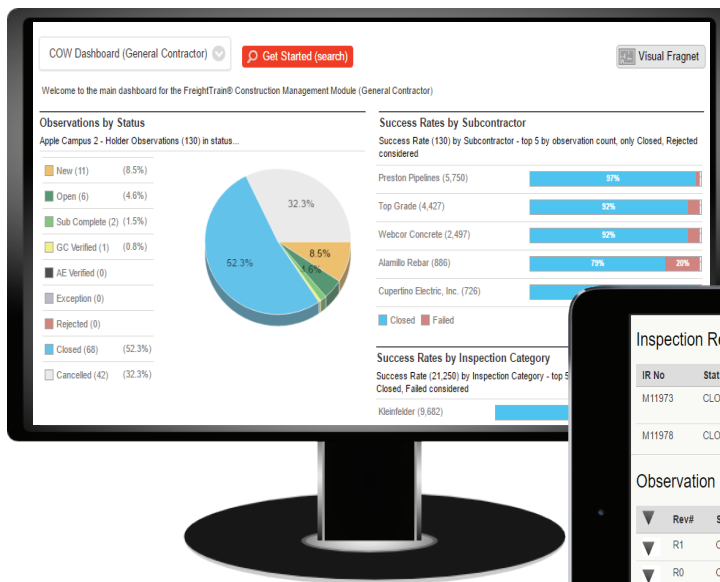 COW Dashboard (General Contractor)
Get Started (search)
Visual Fragnet
Welcome to the main dashboard for the FreightTrain® Construction Management Module (General Contractor)
Observations by Status
Apple Campus 2 - Holder Observations (130) in status...
New (11) (8.5%)
Open (6) (4.6%)
Sub Complete (2) (1.5%)
GC Verified (1) (0.8%)
AE Verified (0)
Exception (0)
Rejected (0)
Closed (68) (52.3%)
Cancelled (42) (32.3%)
32.3%
8.5%
4.6%
52.3%
Success Rates by Subcontractor
Success Rate (130) by Subcontractor - top 5 by observation count, only Closed, Rejected
considered
Preston Pipelines (5,750) 97%
Top Grade (4,427) 92%
Webcor Concrete (2,497) 92%
Alamillo Rebar (886) 79% 20%
Cupertino Electric, Inc. (726)
Closed Failed
Success Rates by Inspection Category
Success Rate (21,250) by Inspection Category - top 5
Closed, Failed considered
Kleinfelder (9,682)
Inspection Re
IR No Stat
M11973 CLO
M11978 CLO
Observation
Rev# S
R1 C
R0 C